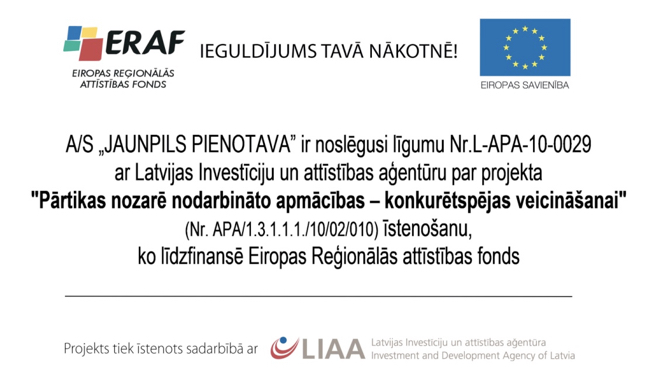 ERAF
EIROPAS REĢIONĀLĀS
ATTĪSTĪBAS FONDS
IEGULDĪJUMS TAVĀ NĀKOTNĒ!
EIROPAS SAVIENĪBA
A/S „JAUNPILS PIENOTAVA” ir noslēgusi līgumu Nr.L-APA-10-0029
ar Latvijas Investīciju un attīstības aģentūru par projekta
"Pārtikas nozarē nodarbināto apmācības – konkurētspējas veicināšanai"
(Nr. APA/1.3.1.1.1./10/02/010) īstenošanu,
ko līdzfinansē Eiropas Reģionālās attīstības fonds
Projekts tiek īstenots sadarbībā ar
LIAA
Latvijas Investīciju un attīstības aģentūra
Investment and Development Agency of Latvia